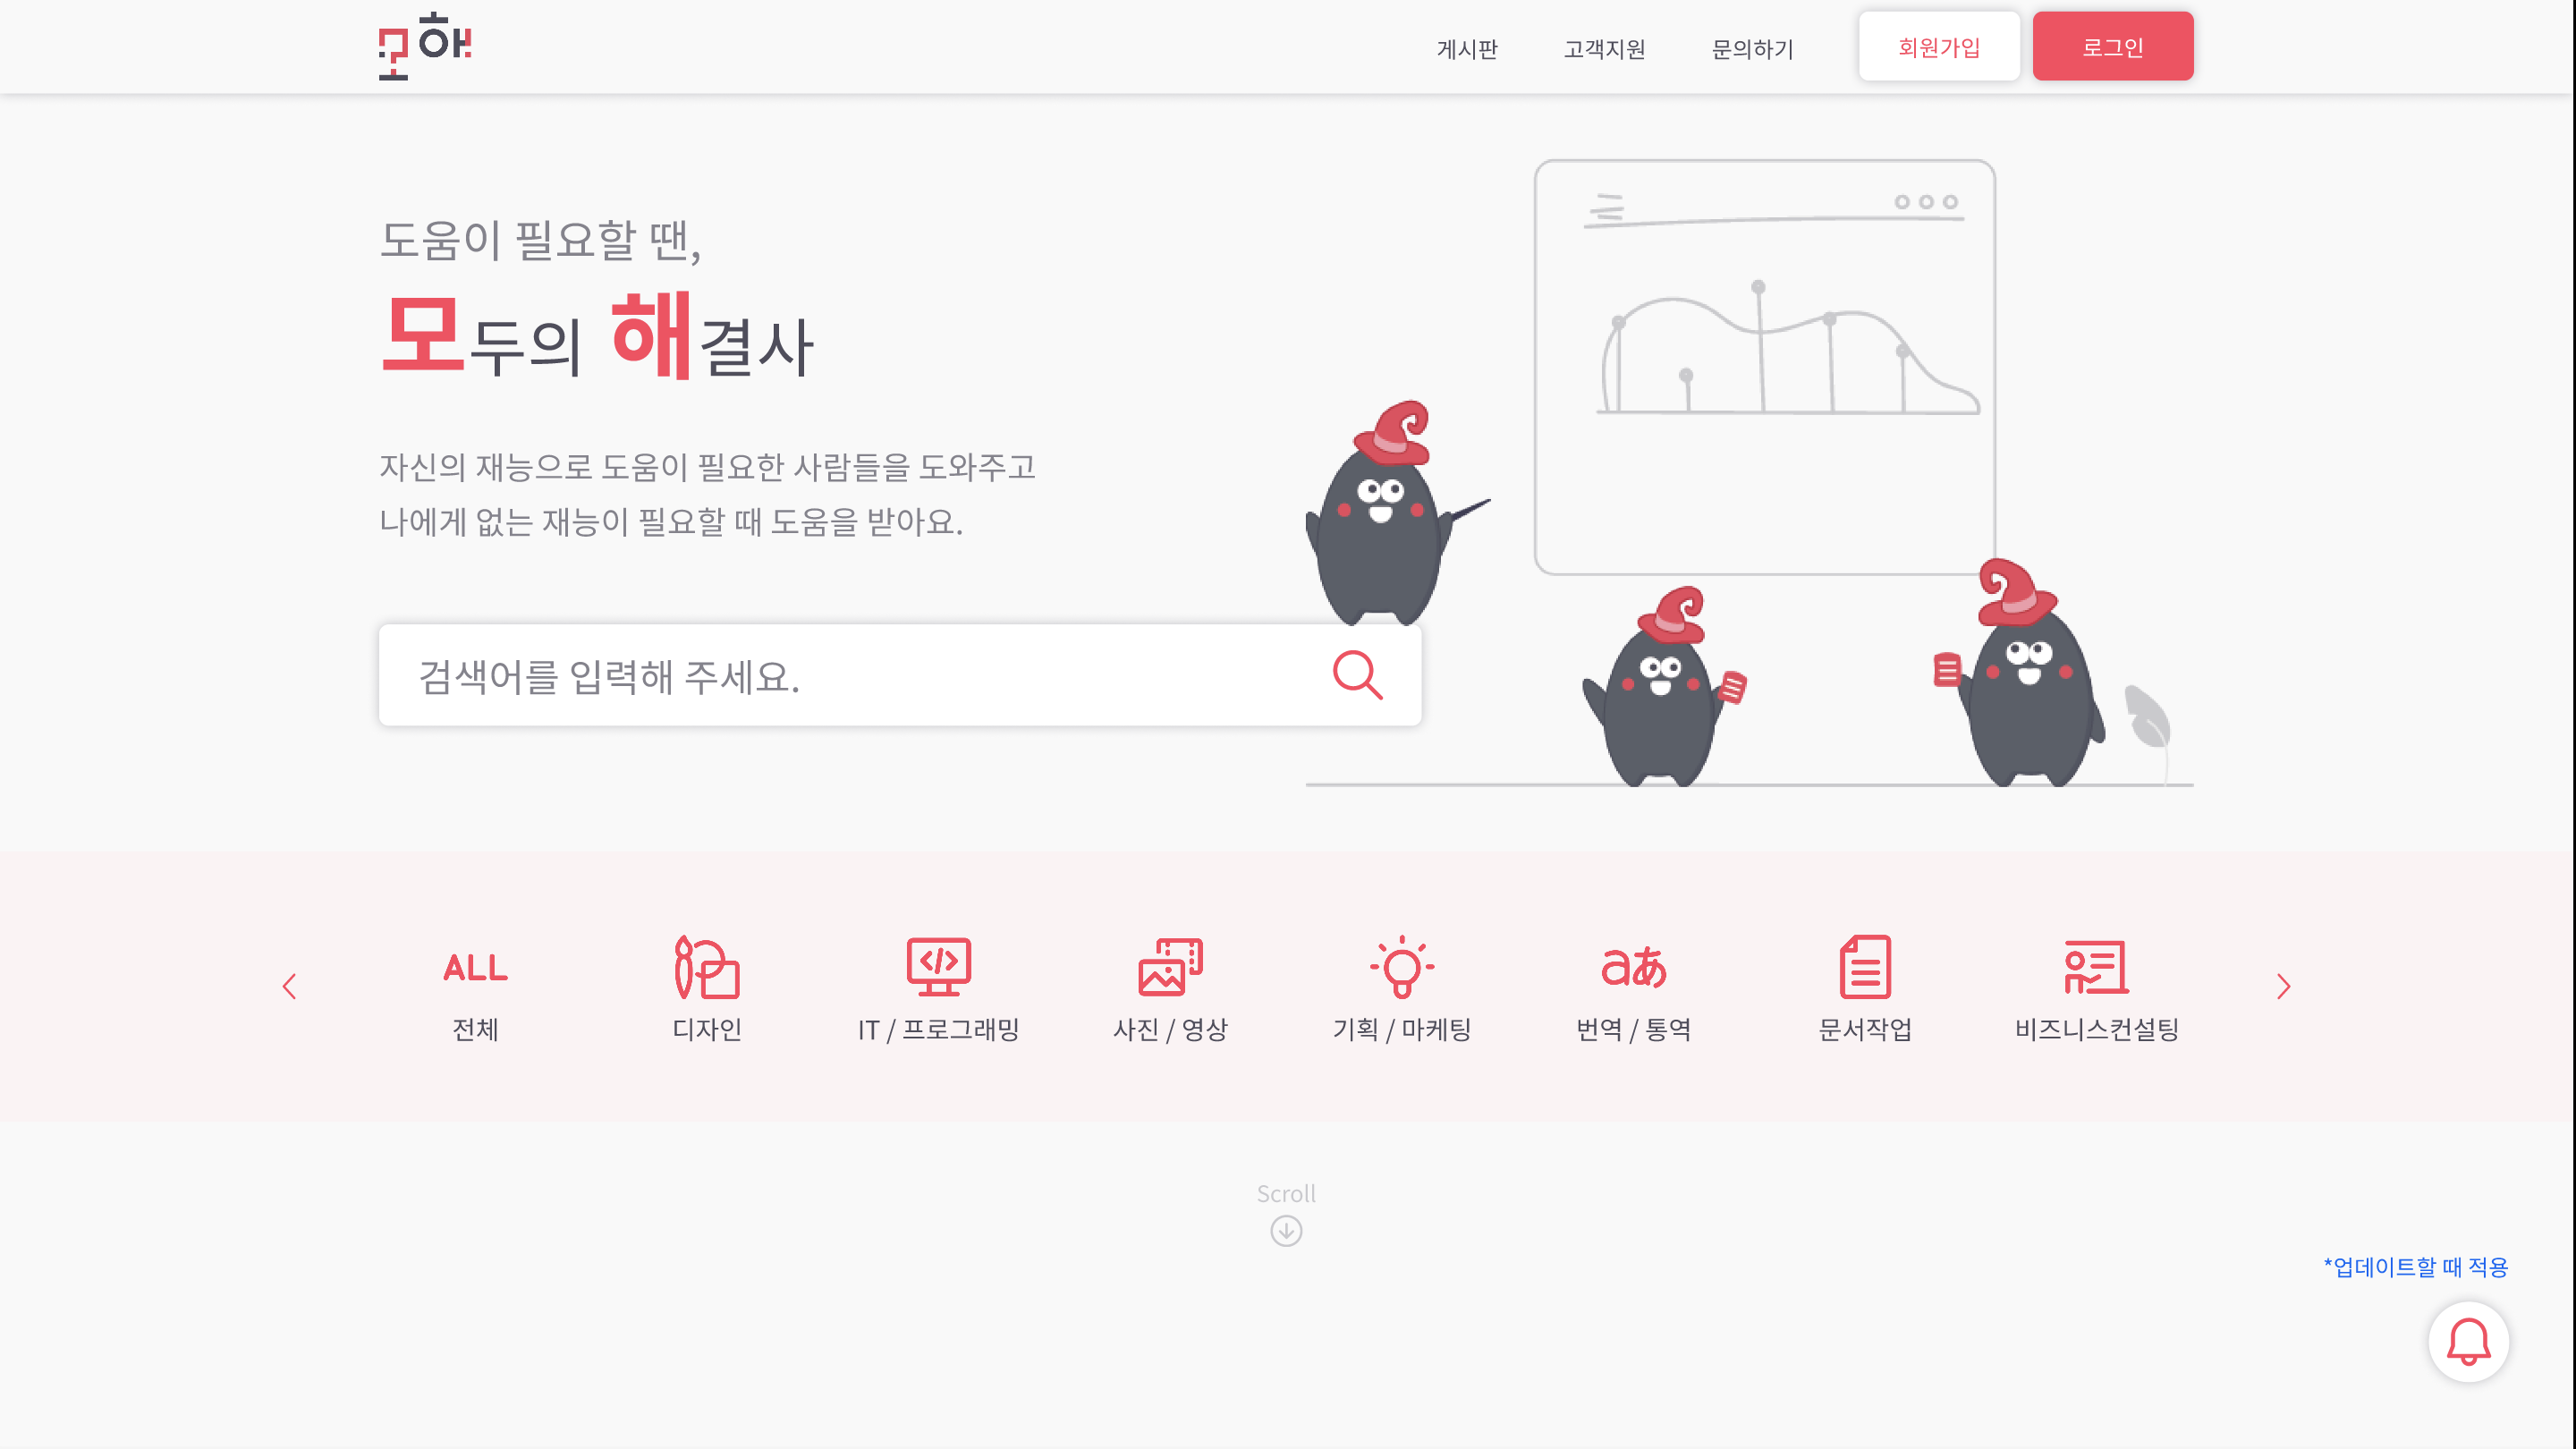 모해
게시판
고객지원
문의하기
회원가입
로그인
도움이 필요할 땐,
모두의 해결사
자신의 재능으로 도움이 필요한 사람들을 도와주고
나에게 없는 재능이 필요할 때 도움을 받아요.
검색어를 입력해 주세요.
ALL
</>
aあ
전체
디자인
IT / 프로그래밍
사진 / 영상
기획 / 마케팅
번역 / 통역
문서작업
비즈니스컨설팅
Scroll
*업데이트할 때 적용